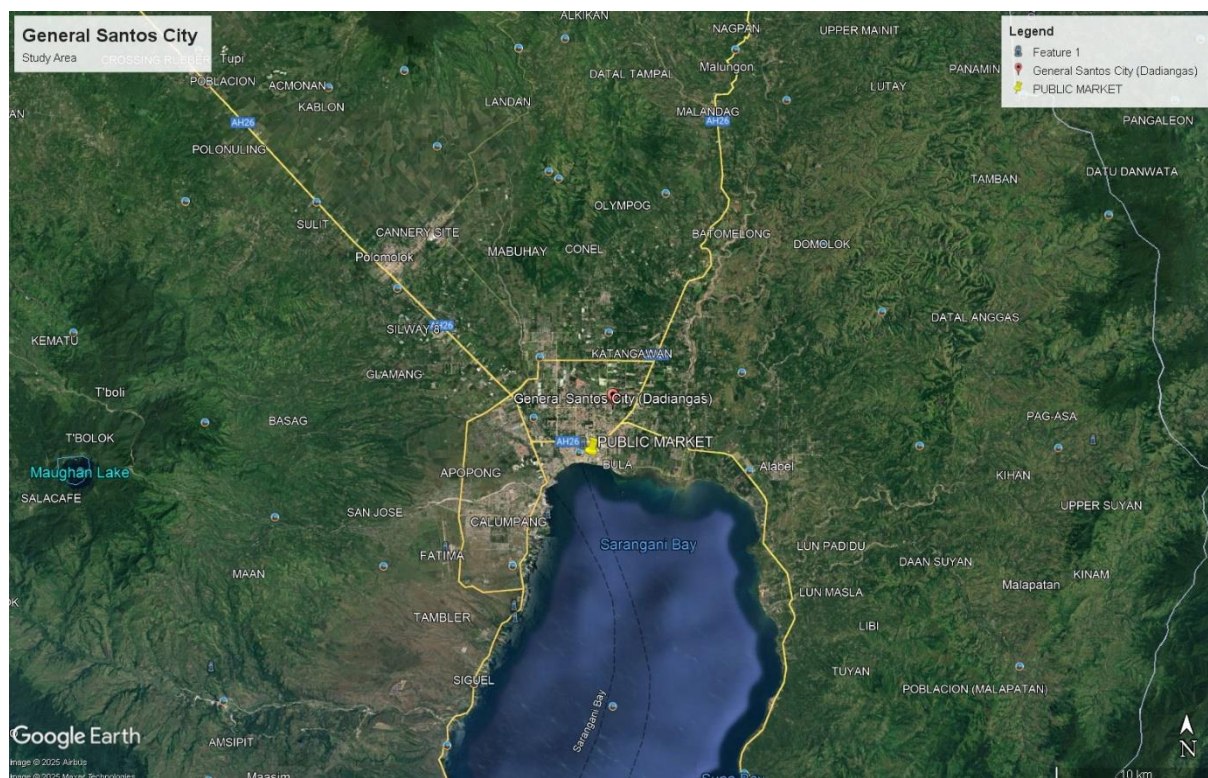 General Santos City
Study Area
Legend
Feature 1
General Santos City (Dadiangas)
PUBLIC MARKET
ALKIKAN
NAGPAN
UPPER MAINIT
CROSSING RUBBER
Tupi
POBLACION
ACMONAN
KABLON
DATAL TAMPAL
Malungon
PANAMIN
LANDAN
LUTAY
MALANDAG
AH26
AH26
PANGALEON
POLONULING
DATU DANWATA
TAMBAN
OLYMPOG
SULIT
CANNERY SITE
BATOMELONG
DOMOLOK
MABUHAY
CONEL
Polomolok
DATAL ANGGAS
SILWAY 8
AH26
KEMATU
KATANGAWAN
GLAMANG
T'boli
General Santos City (Dadiangas)
BASAG
PAG-ASA
T'BOLOK
AH26
PUBLIC MARKET
BULA
Alabel
Maughan Lake
APOPONG
KIHAN
SALACAFE
SAN JOSE
UPPER SUYAN
CALUMPANG
Sarangani Bay
LUN PADIDU
FATIMA
DAAN SUYAN
MAAN
KINAM
Malapatan
LUN MASLA
TAMBLER
LIBI
TUYAN
SIGUEL
POBLACION (MALAPATAN)
Sarangani Bay
Google Earth
AMSIPIT
N
Image © 2025 Airbus
Image © 2025 Maxar Technologies
Maasim
10 km